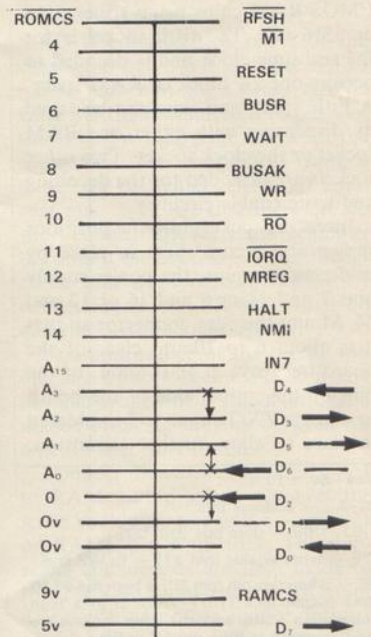 ROMCS RFSH
4 M1
5 RESET
6 BUSR
7 WAIT
8 BUSAK
9 WR
10 RO
11 IORQ
12 MREG
13 HALT
14 NMI
A₁₅ IN7
A₃ D₄
A₂ D₃
A₁ D₅
A₀ D₆
0 D₂
0v D₁
0v D₀
9v RAMCS
5v D₇